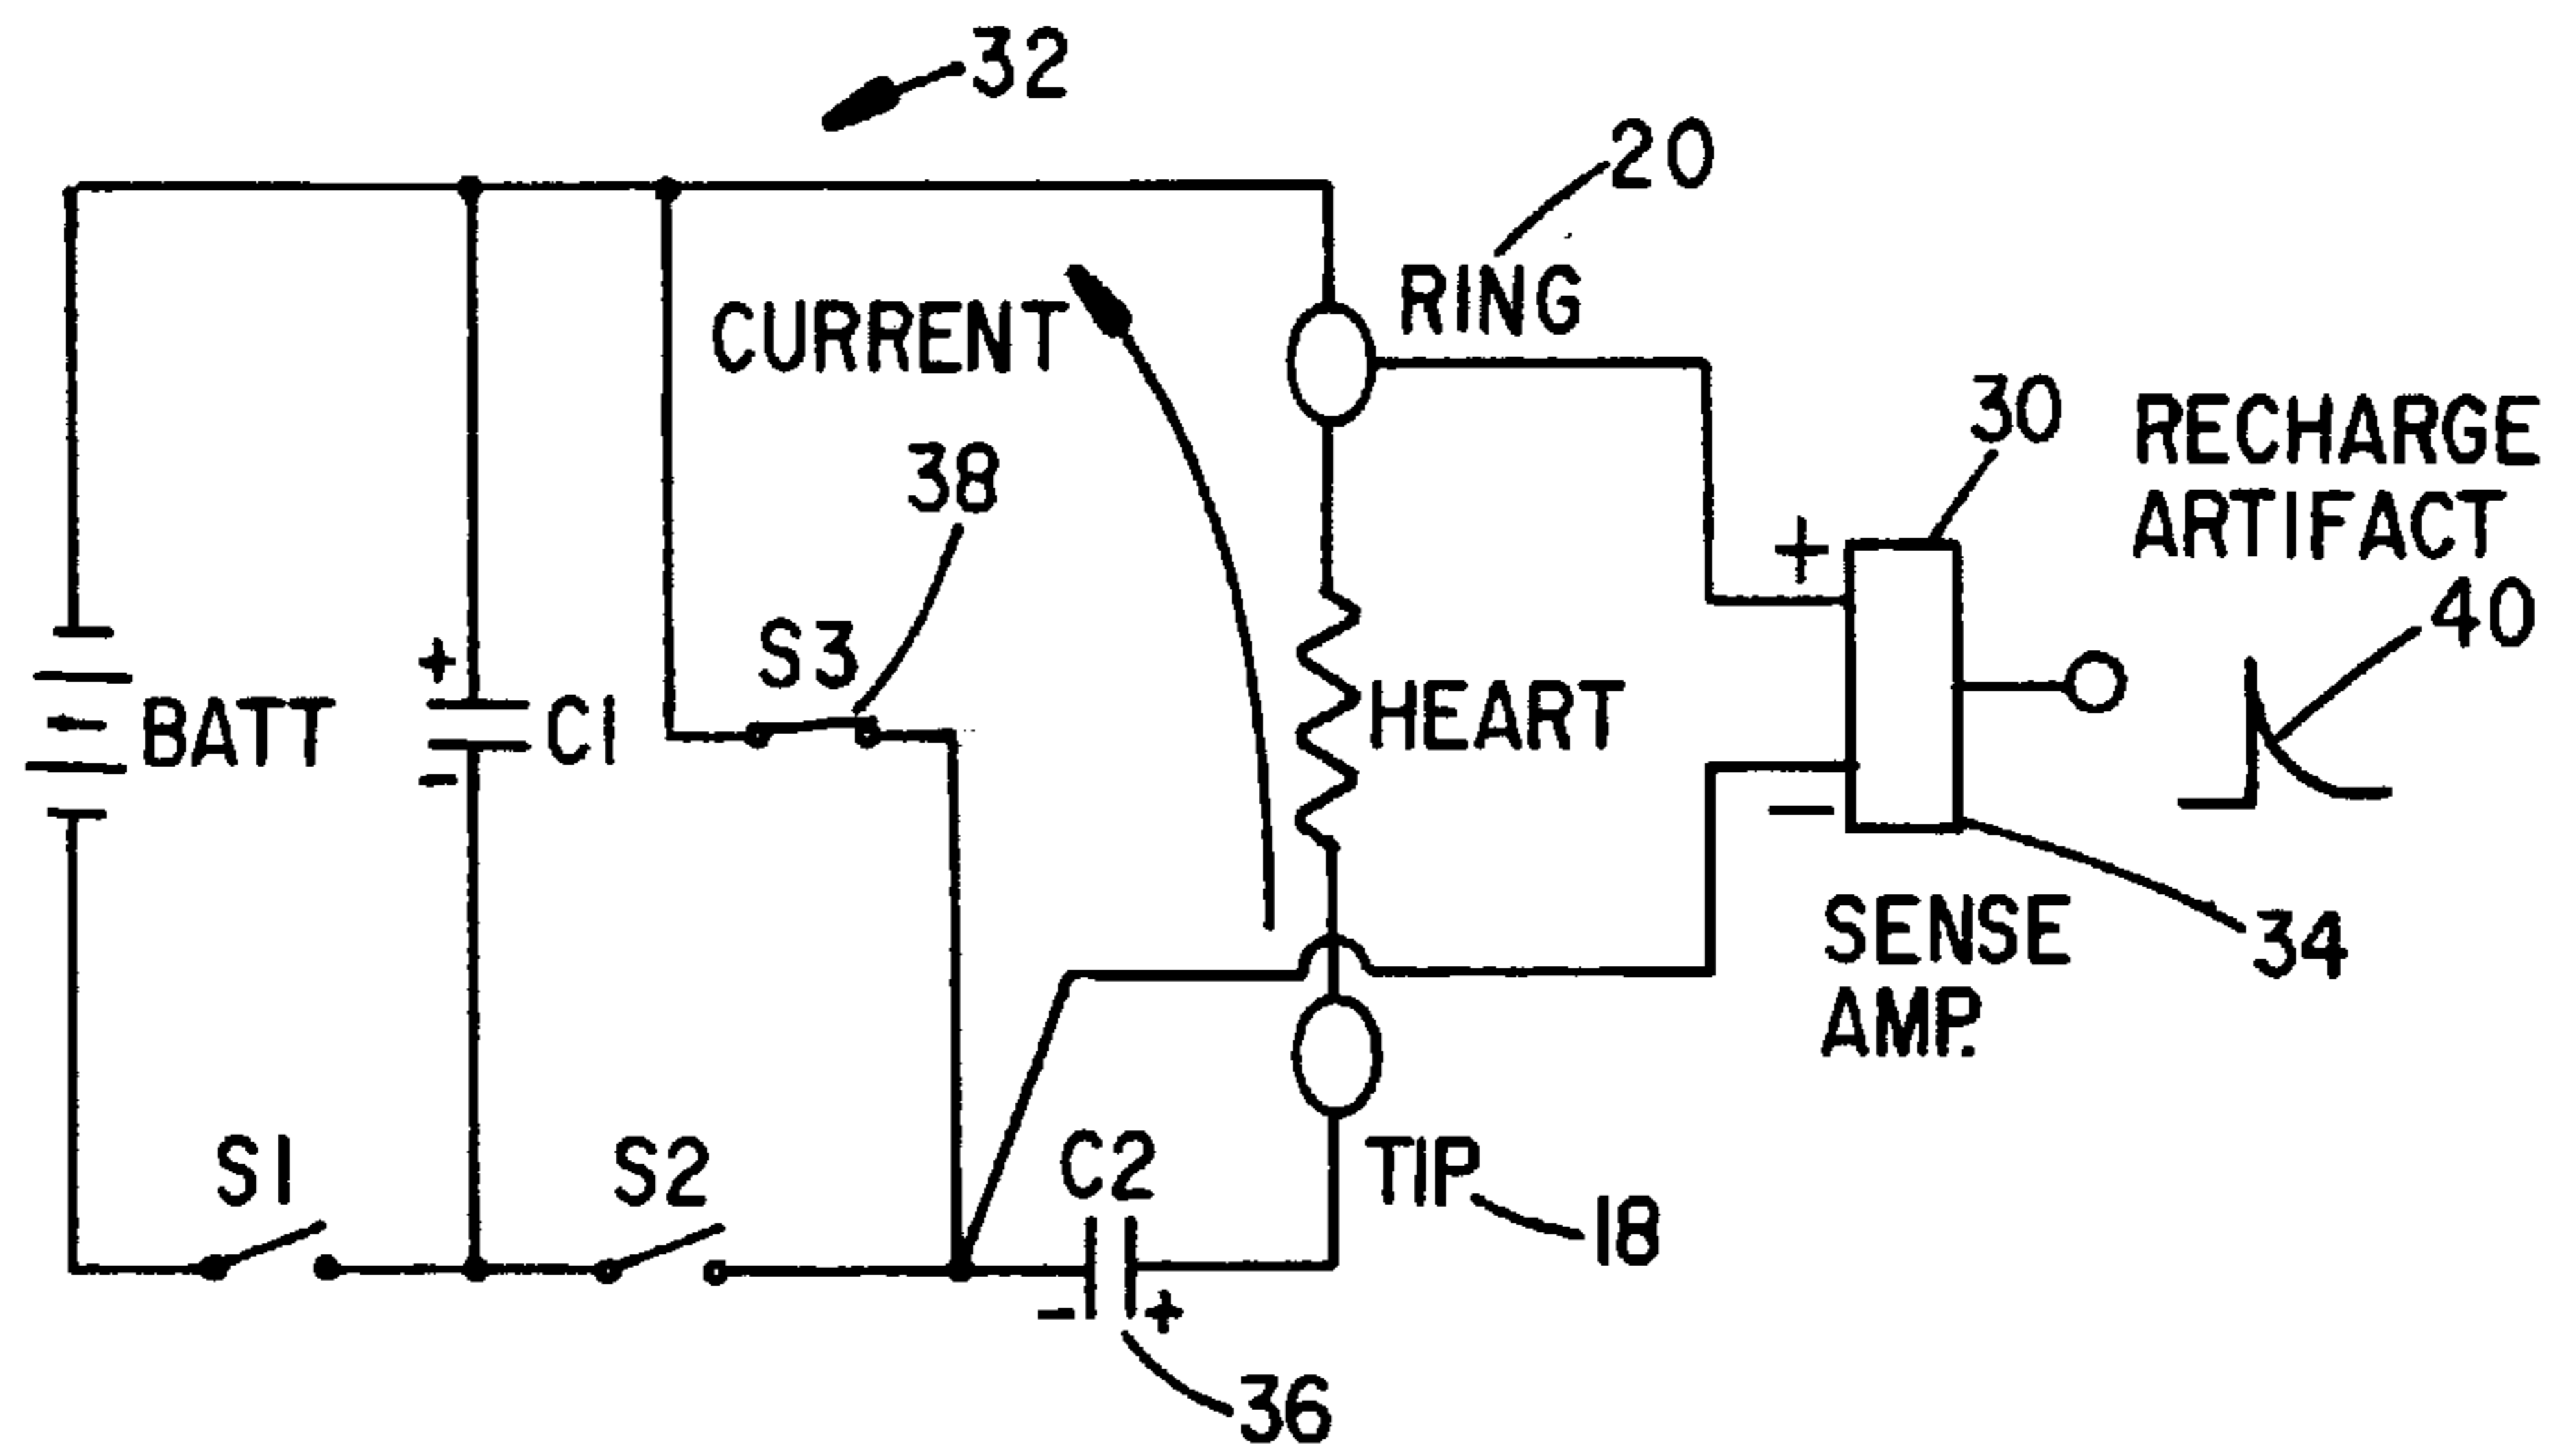 32
20
RING
CURRENT
38
30
RECHARGE
ARTIFACT
40
S3
+
+
BATT
C1
-
HEART
-
SENSE
AMP.
34
S1
S2
C2
TIP
18
- +
36